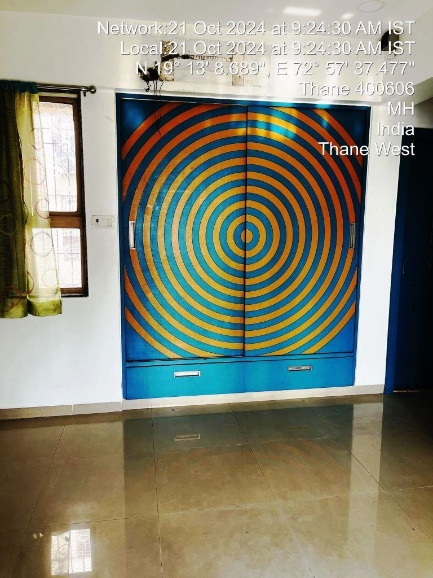 Network:21 Oct 2024 at 9:24:30 AM IST
Local:21 Oct 2024 at 9:24:30 AM IST
N 19° 13' 8.689", E 72° 57' 37.477"
Thane 400606
MH
India
Thane West